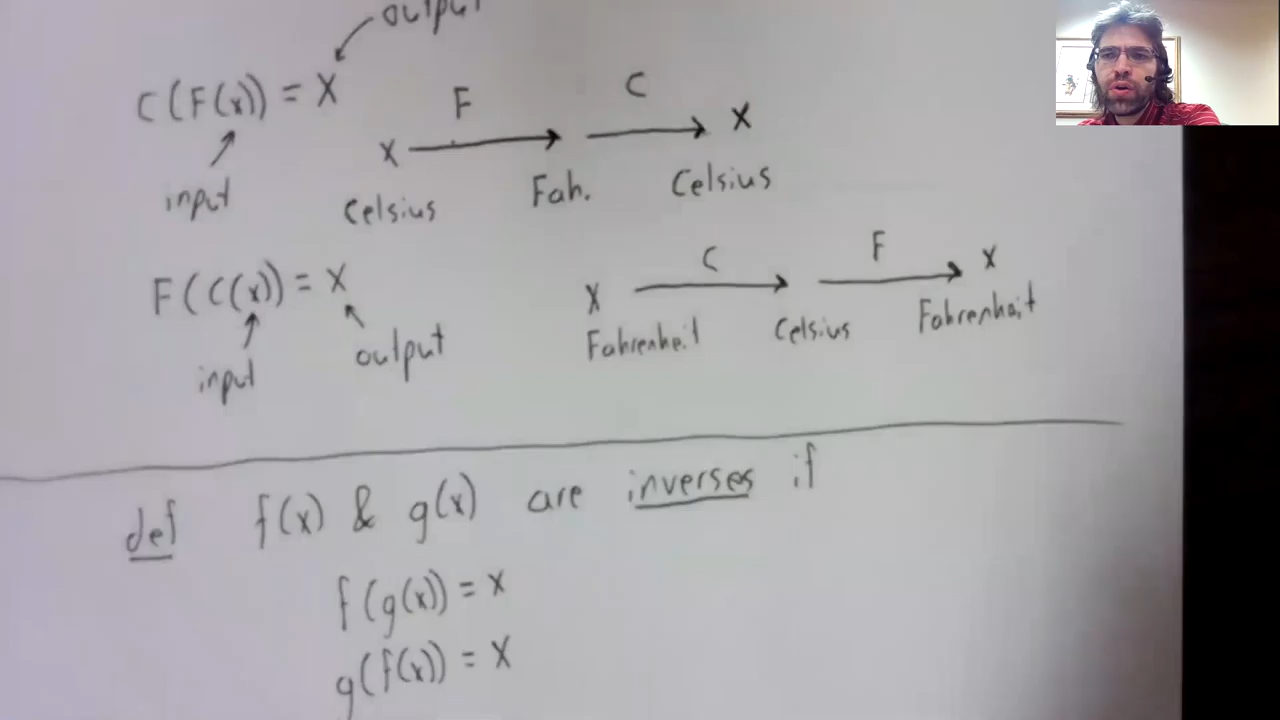 output
C(F(x)) = X
F
C
X
X
input
Celsius
Fah.
Celsius
F(C(x)) = X
C
F
X
X
input
output
Fahrenheit
Celsius
Fahrenheit
def f(x) & g(x) are inverses if
f(g(x)) = x
g(f(x)) = x